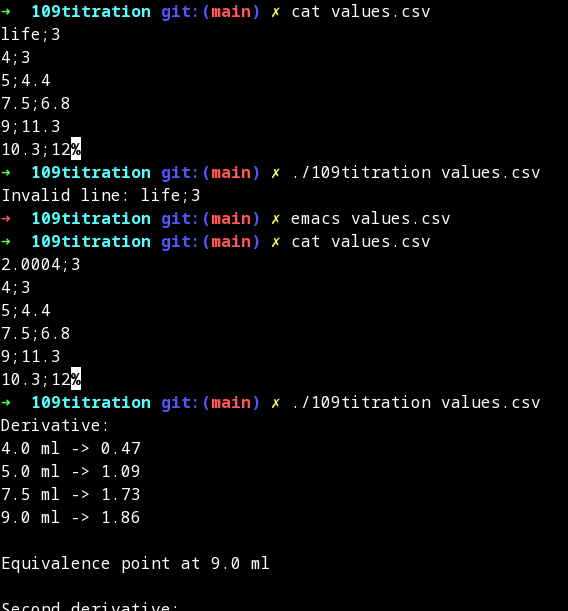 ➜  109titration git:(main) ✗ cat values.csv
life;3
4;3
5;4.4
7.5;6.8
9;11.3
10.3;12%
➜  109titration git:(main) ✗ ./109titration values.csv
Invalid line: life;3
➜  109titration git:(main) ✗ emacs values.csv
➜  109titration git:(main) ✗ cat values.csv
2.0004;3
4;3
5;4.4
7.5;6.8
9;11.3
10.3;12%
➜  109titration git:(main) ✗ ./109titration values.csv
Derivative:
4.0 ml -> 0.47
5.0 ml -> 1.09
7.5 ml -> 1.73
9.0 ml -> 1.86
Equivalence point at 9.0 ml
Second derivative: